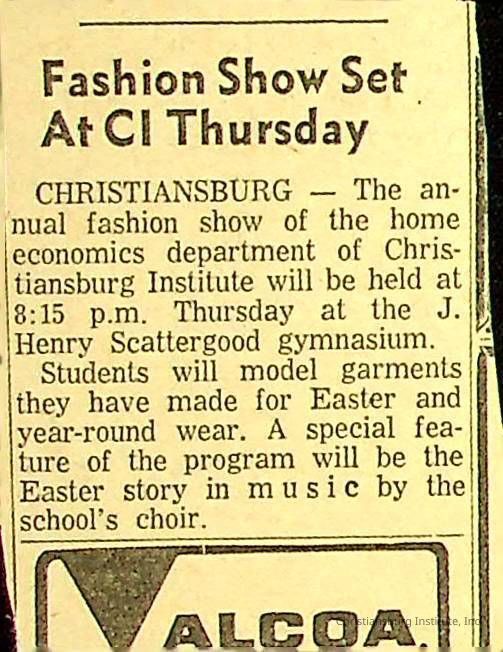 Fashion Show Set
At CI Thursday
CHRISTIANSBURG — The an-
nual fashion show of the home
economics department of Chris-
tiansburg Institute will be held at
8:15 p.m. Thursday at the J.
Henry Scattergood gymnasium.
Students will model garments
they have made for Easter and
year-round wear. A special fea-
ture of the program will be the
Easter story in music by the
school's choir.
ALCOA.
Christiansburg Institute, Inc.